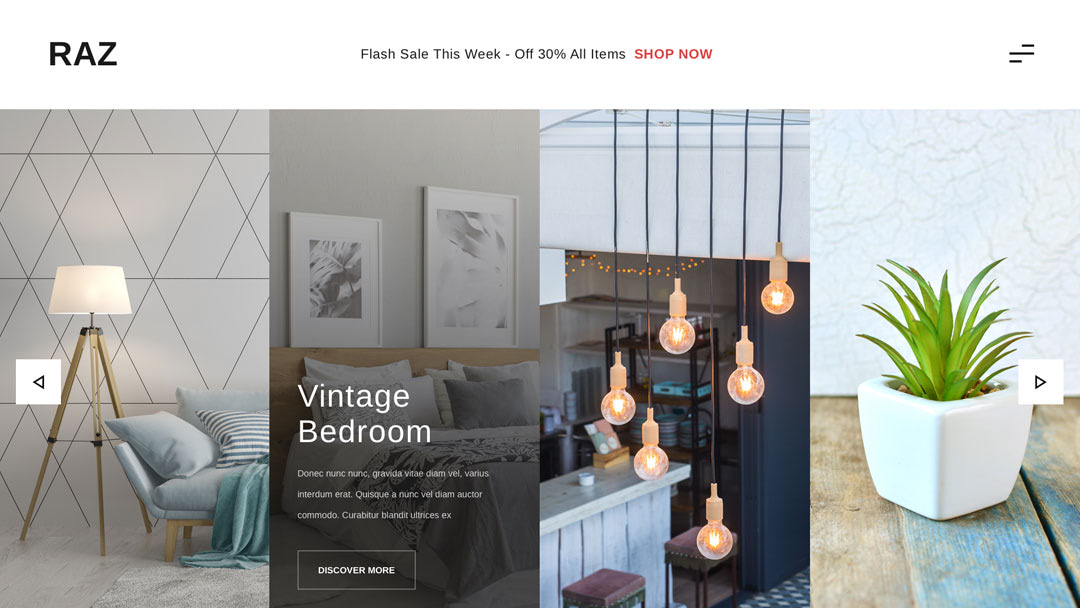 RAZ
Flash Sale This Week - Off 30% All Items SHOP NOW
Vintage
Bedroom
Donec nunc nunc, gravida vitae diam vel, varius
interdum erat. Quisque a nunc vel diam auctor
commodo. Curabitur blandit ultrices ex
DISCOVER MORE